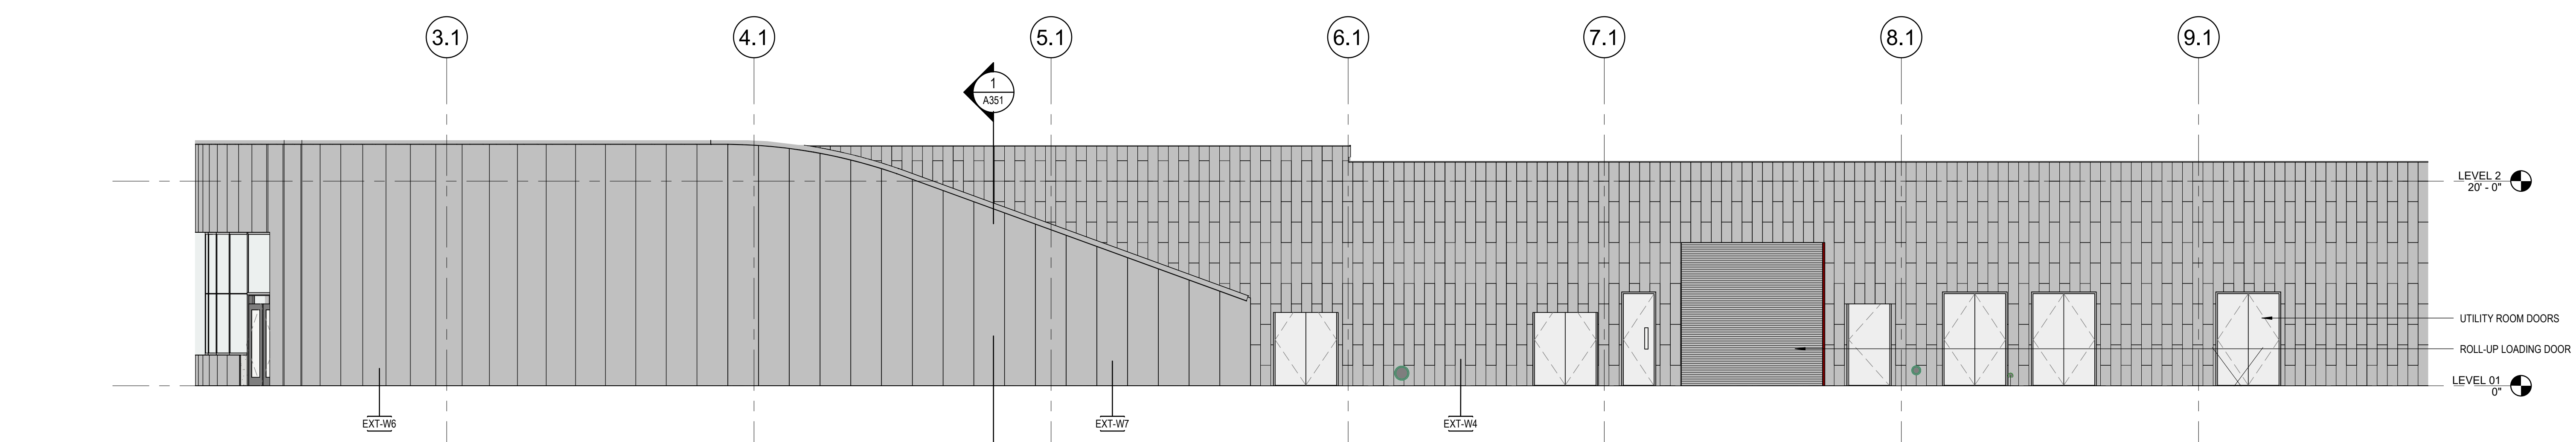 3.1
4.1
5.1
6.1
7.1
8.1
9.1
1
A351
LEVEL 2
20' - 0"
UTILITY ROOM DOORS
ROLL-UP LOADING DOOR
LEVEL 01
0"
EXT-W6
EXT-W7
EXT-W4